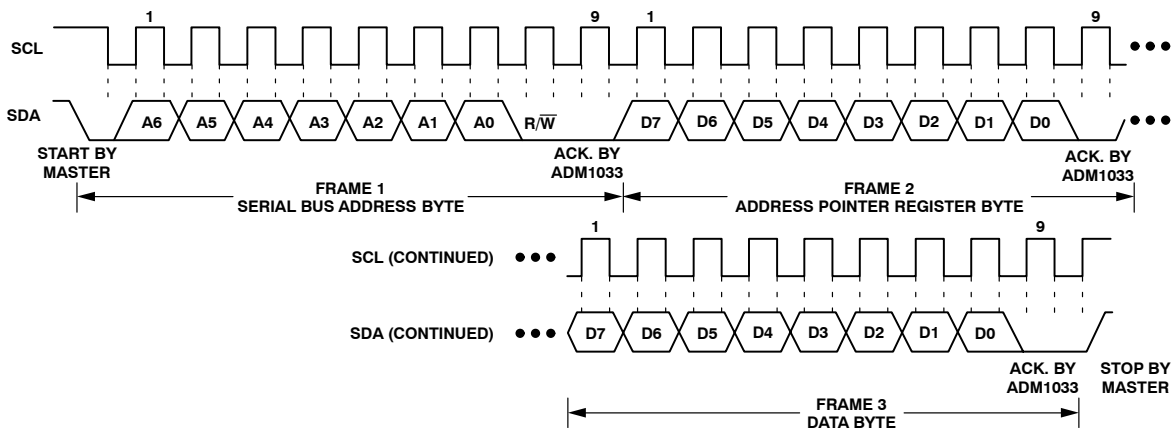 1 9 1 9
SCL
SDA A6 A5 A4 A3 A2 A1 A0 R/W̅ D7 D6 D5 D4 D3 D2 D1 D0
START BY MASTER
ACK. BY ADM1033
ACK. BY ADM1033
FRAME 1
SERIAL BUS ADDRESS BYTE
FRAME 2
ADDRESS POINTER REGISTER BYTE
1 9
SCL (CONTINUED)
SDA (CONTINUED) D7 D6 D5 D4 D3 D2 D1 D0
ACK. BY ADM1033
STOP BY MASTER
FRAME 3
DATA BYTE